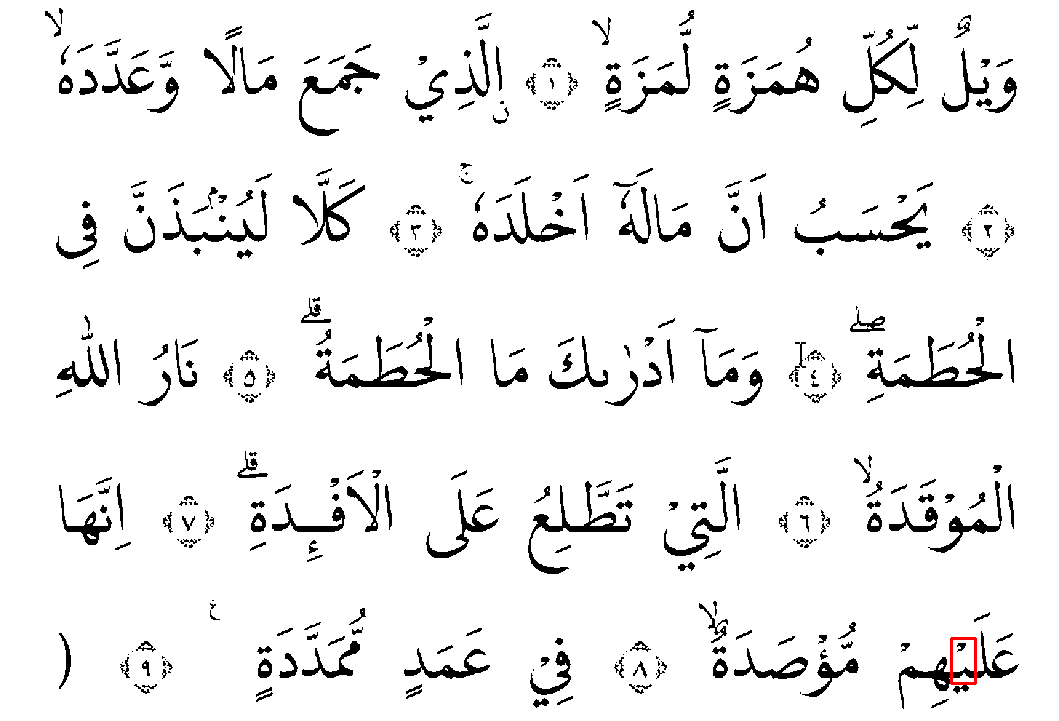 وَيْلٌ لِّكُلِّ هُمَزَةٍ لُّمَزَةٍۙ ۝١ ۨالَّذِيْ جَمَعَ مَالًا وَّعَدَّدَهٗۙ
۝٢ يَحْسَبُ اَنَّ مَالَهٗٓ اَخْلَدَهٗۚ ۝٣ كَلَّا لَيُنْۢبَذَنَّ فِى
الْحُطَمَةِۖ ۝٤ وَمَآ اَدْرٰىكَ مَا الْحُطَمَةُۗ ۝٥ نَارُ اللّٰهِ
الْمُوْقَدَةُۙ ۝٦ الَّتِيْ تَطَّلِعُ عَلَى الْاَفْـِٕدَةِۗ ۝٧ اِنَّهَا
عَلَيْهِمْ مُّؤْصَدَةٌۙ ۝٨ فِيْ عَمَدٍ مُّمَدَّدَةٍ ࣖ ۝٩ (